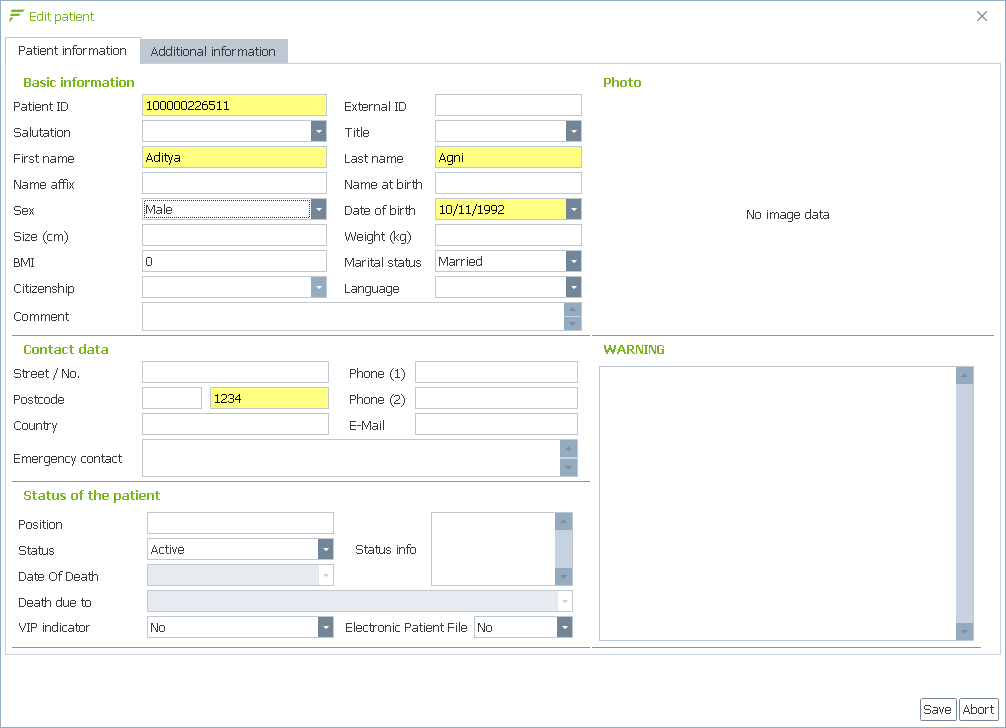 Edit patient
Patient information Additional information
Basic information Photo
Patient ID 100000226511 External ID
Salutation Title
First name Aditya Last name Agni
Name affix Name at birth
Sex Male Date of birth 10/11/1992
No image data
Size (cm) Weight (kg)
BMI 0 Marital status Married
Citizenship Language
Comment
Contact data WARNING
Street / No. Phone (1)
Postcode 1234 Phone (2)
Country E-Mail
Emergency contact
Status of the patient
Position
Status Active Status info
Date Of Death
Death due to
VIP indicator No Electronic Patient File No
Save Abort